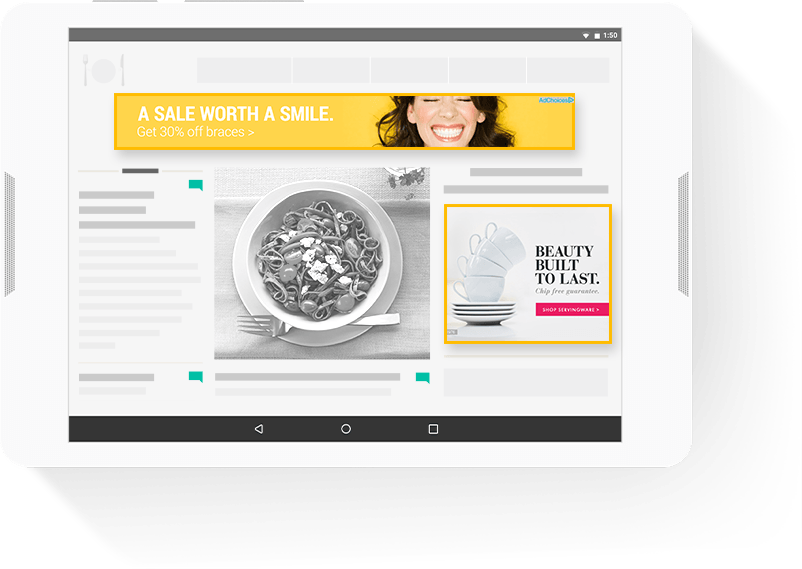 1:50
A SALE WORTH A SMILE.
Get 30% off braces >
AdChoices
BEAUTY
BUILT
TO LAST.
Chip free guarantee.
SHOP SERVINGWARE >